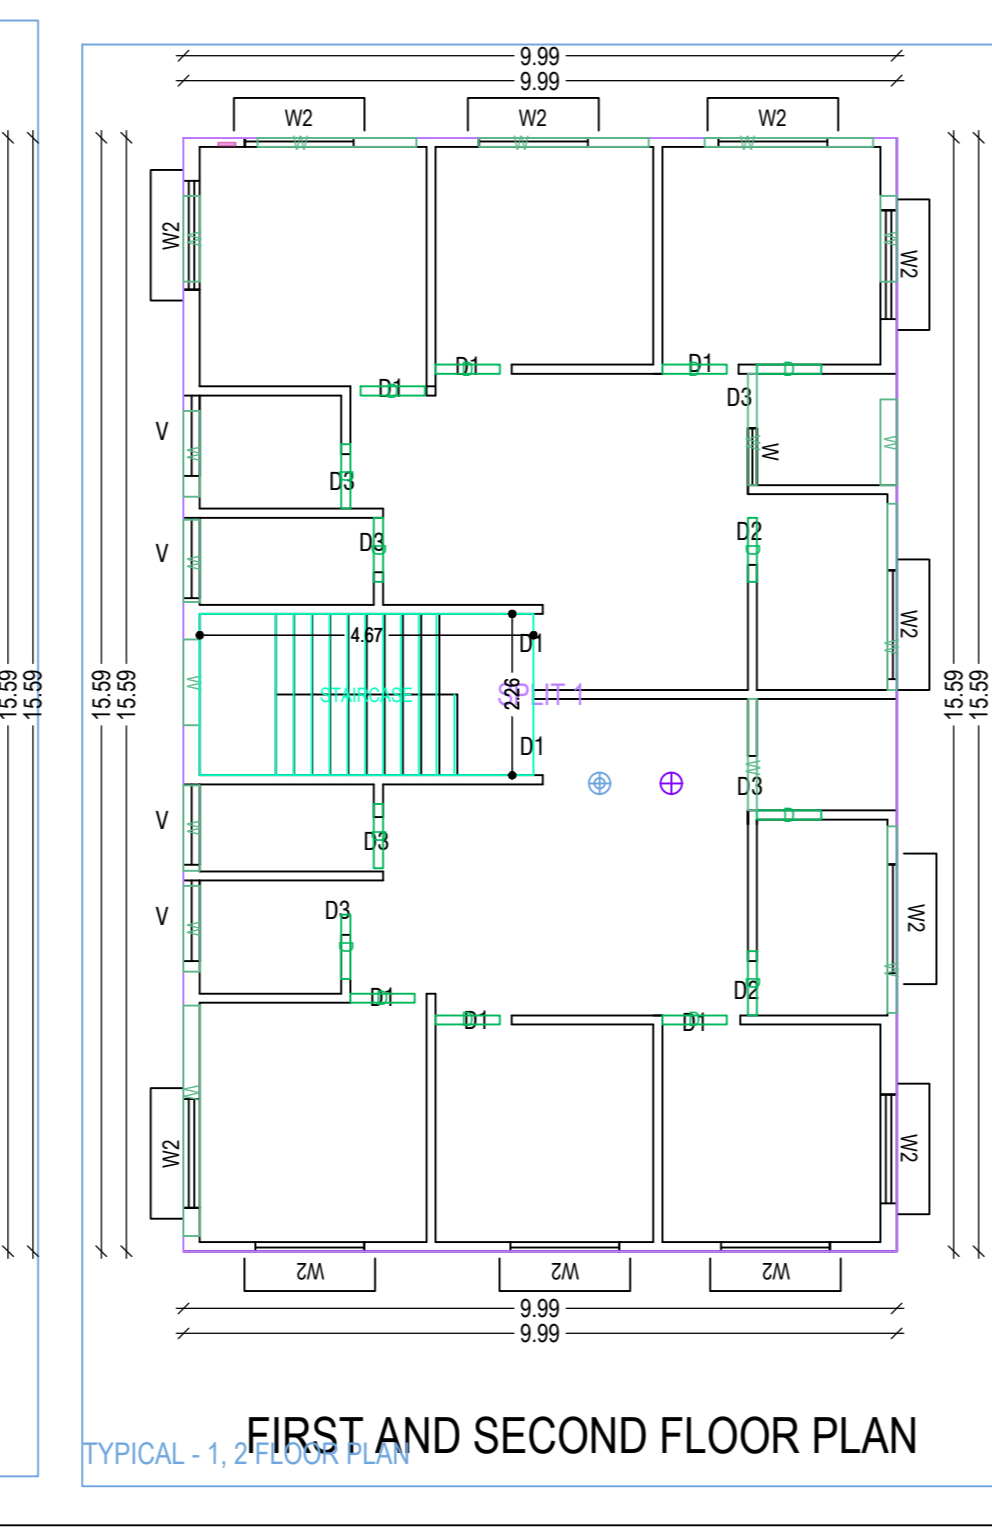 9.99
9.99
W2
W2
W2
W
W
W
W2
W
W
W2
D1
D1
D1
D
D
D
D
D3
V
W
D3
W
W
W
D3
D
V
W
D2
D
W2
W
4.67
D1
STAIRCASE
SPLIT 1
2.26
W
15.59
15.59
15.59
15.59
15.59
15.59
D1
D3
W
D
V
W
D3
V
W
D3
D
W2
W
D2
D
D1
D
D1
D
D1
D
W
W2
W2
W2
W2
W2
9.99
9.99
FIRST AND SECOND FLOOR PLAN
TYPICAL - 1, 2 FLOOR PLAN